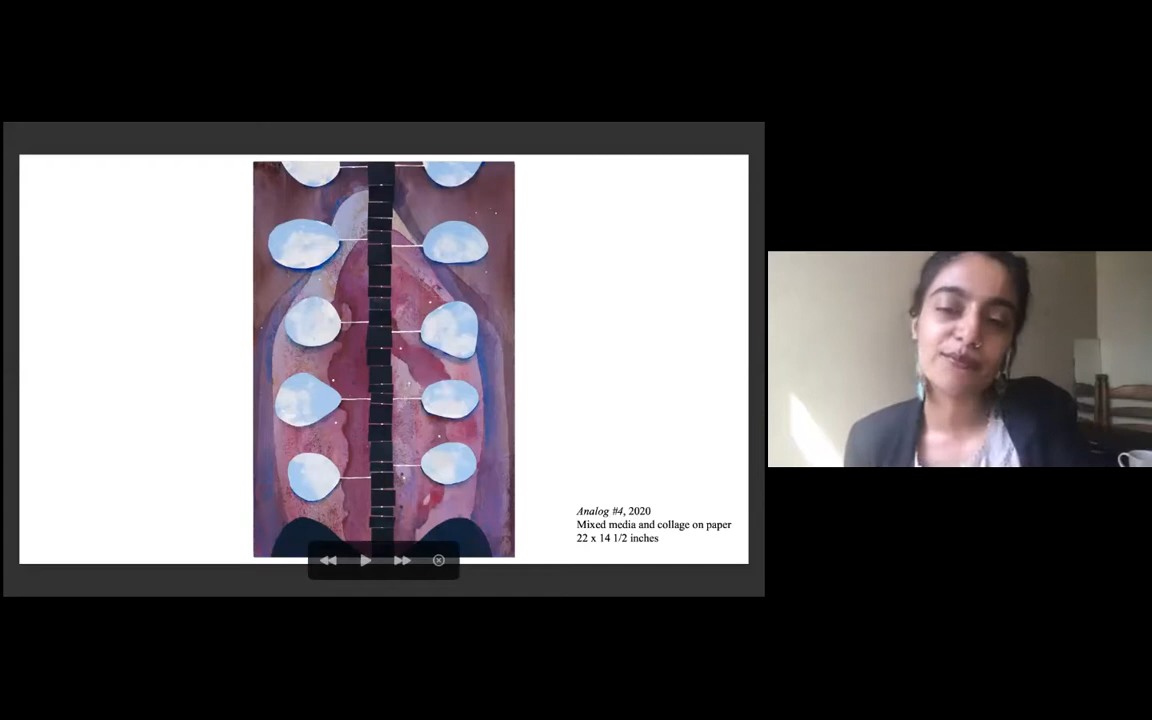 Analog #4, 2020
Mixed media and collage on paper
22 x 14 1/2 inches